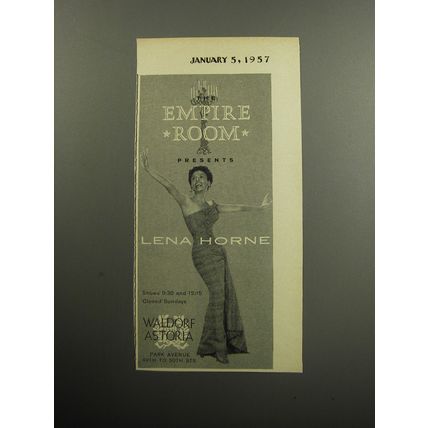 JANUARY 5, 1957
THE
EMPIRE
ROOM
PRESENTS
LENA HORNE
Shows 9:30 and 12:15
Closed Sundays
WALDORF
ASTORIA
PARK AVENUE
49TH TO 50TH STS